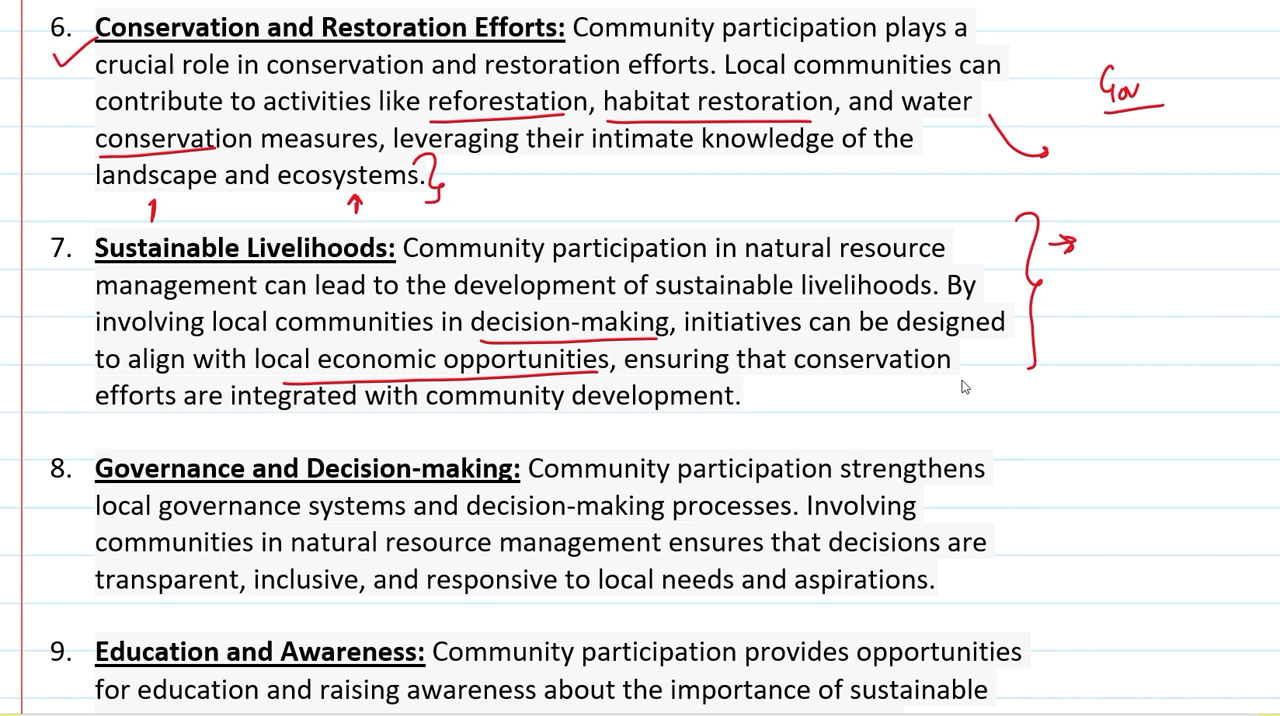 6. Conservation and Restoration Efforts: Community participation plays a
crucial role in conservation and restoration efforts. Local communities can
contribute to activities like reforestation, habitat restoration, and water
Gov
conservation measures, leveraging their intimate knowledge of the
landscape and ecosystems.
7. Sustainable Livelihoods: Community participation in natural resource
management can lead to the development of sustainable livelihoods. By
involving local communities in decision-making, initiatives can be designed
to align with local economic opportunities, ensuring that conservation
efforts are integrated with community development.
8. Governance and Decision-making: Community participation strengthens
local governance systems and decision-making processes. Involving
communities in natural resource management ensures that decisions are
transparent, inclusive, and responsive to local needs and aspirations.
9. Education and Awareness: Community participation provides opportunities
for education and raising awareness about the importance of sustainable